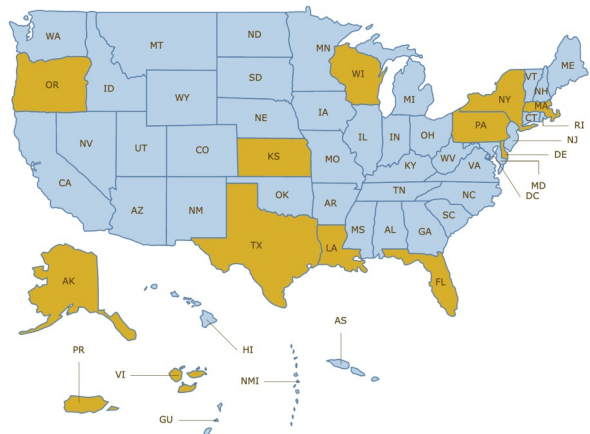 WA
MT
ND
MN
ME
OR
ID
SD
WI
VT
NH
WY
MI
NY
MA
CT
RI
NE
IA
PA
NJ
NV
UT
CO
IL
IN
OH
DE
KS
MO
WV
MD
CA
KY
VA
DC
AZ
NM
OK
TN
NC
AR
SC
TX
LA
MS
AL
GA
FL
AK
AS
HI
PR
VI
NMI
GU